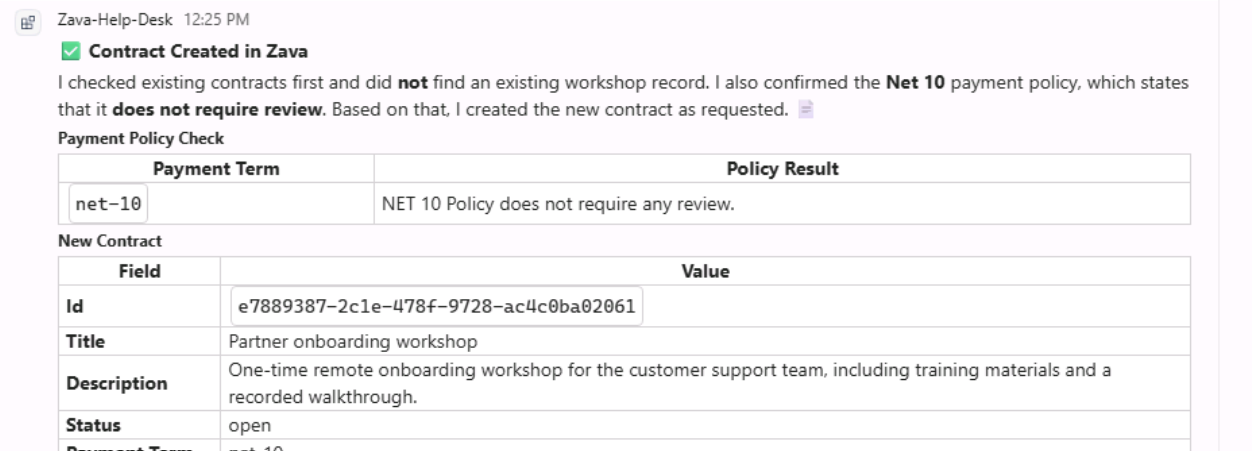 Zava-Help-Desk 12:25 PM
✅ Contract Created in Zava
I checked existing contracts first and did not find an existing workshop record. I also confirmed the Net 10 payment policy, which states
that it does not require review. Based on that, I created the new contract as requested.
Payment Policy Check
Payment Term Policy Result
net-10 NET 10 Policy does not require any review.
New Contract
Field Value
Id e7889387-2c1e-478f-9728-ac4c0ba02061
Title Partner onboarding workshop
Description One-time remote onboarding workshop for the customer support team, including training materials and a
recorded walkthrough.
Status open
Payment Term net-10